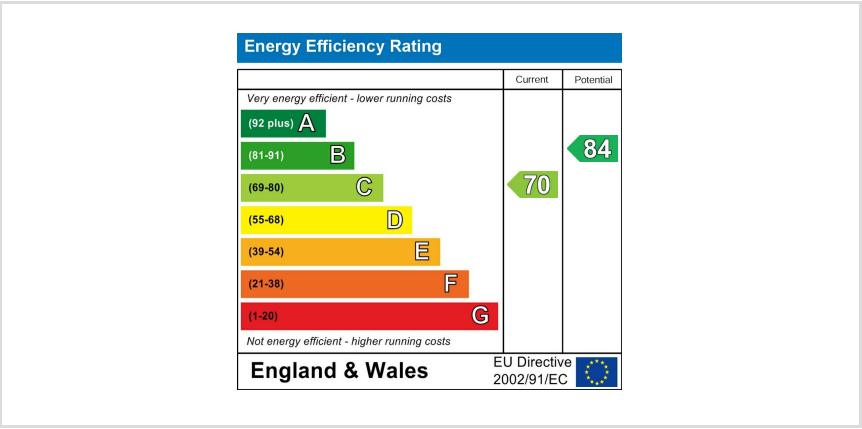 Energy Efficiency Rating
Current Potential
Very energy efficient - lower running costs
(92 plus) A
(81-91) B
84
(69-80) C
70
(55-68) D
(39-54) E
(21-38) F
(1-20) G
Not energy efficient - higher running costs
England & Wales
EU Directive
2002/91/EC